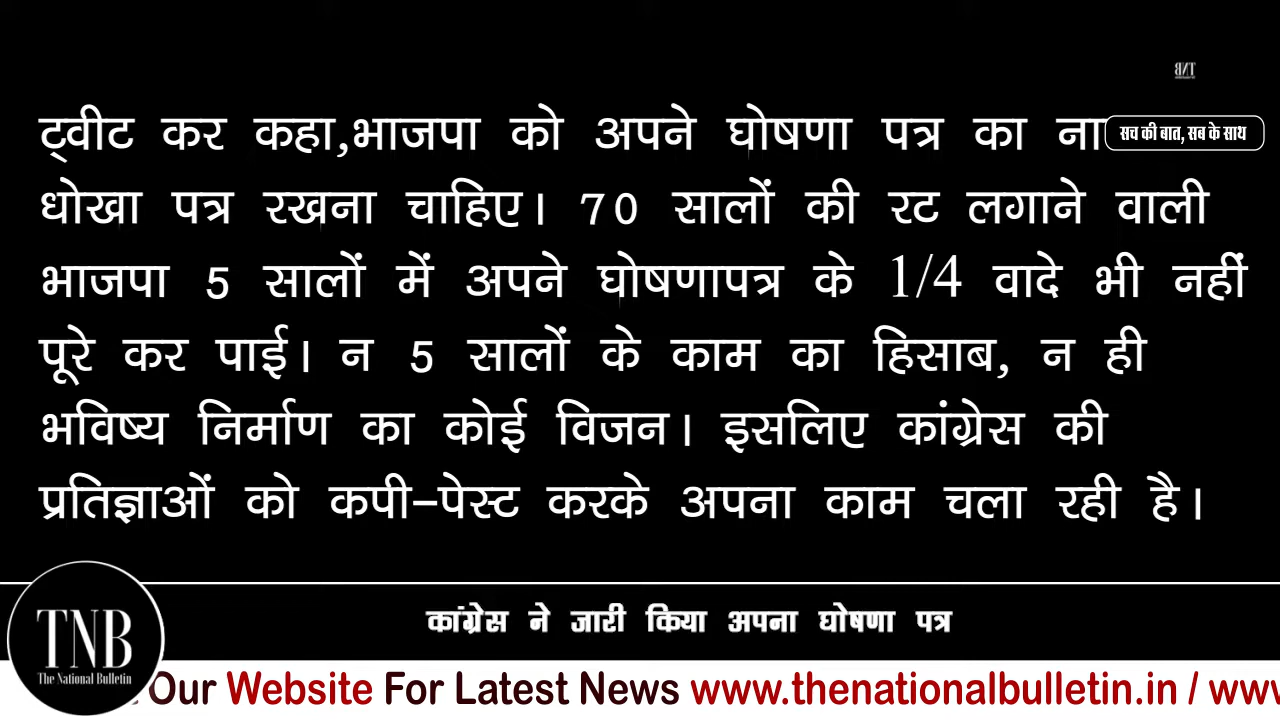 TNB
ट्वीट कर कहा,भाजपा को अपने घोषणा पत्र का ना
सच की बात, सब के साथ
धोखा पत्र रखना चाहिए। 70 सालों की रट लगाने वाली
भाजपा 5 सालों में अपने घोषणापत्र के 1/4 वादे भी नहीं
पूरे कर पाई। न 5 सालों के काम का हिसाब, न ही
भविष्य निर्माण का कोई विजन। इसलिए कांग्रेस की
प्रतिज्ञाओं को कपी-पेस्ट करके अपना काम चला रही है।
कांग्रेस ने जारी किया अपना घोषणा पत्र
TNB
The National Bulletin
Our Website For Latest News www.thenationalbulletin.in / ww